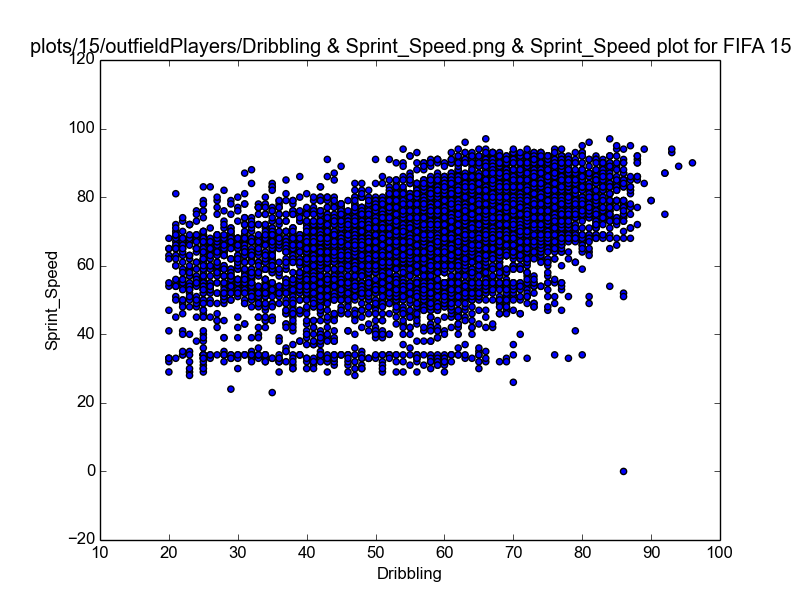 plots/15/outfieldPlayers/Dribbling & Sprint_Speed.png & Sprint_Speed plot for FIFA 15
120
100
80
60
40
20
0
−20
Sprint_Speed
10 20 30 40 50 60 70 80 90 100
Dribbling